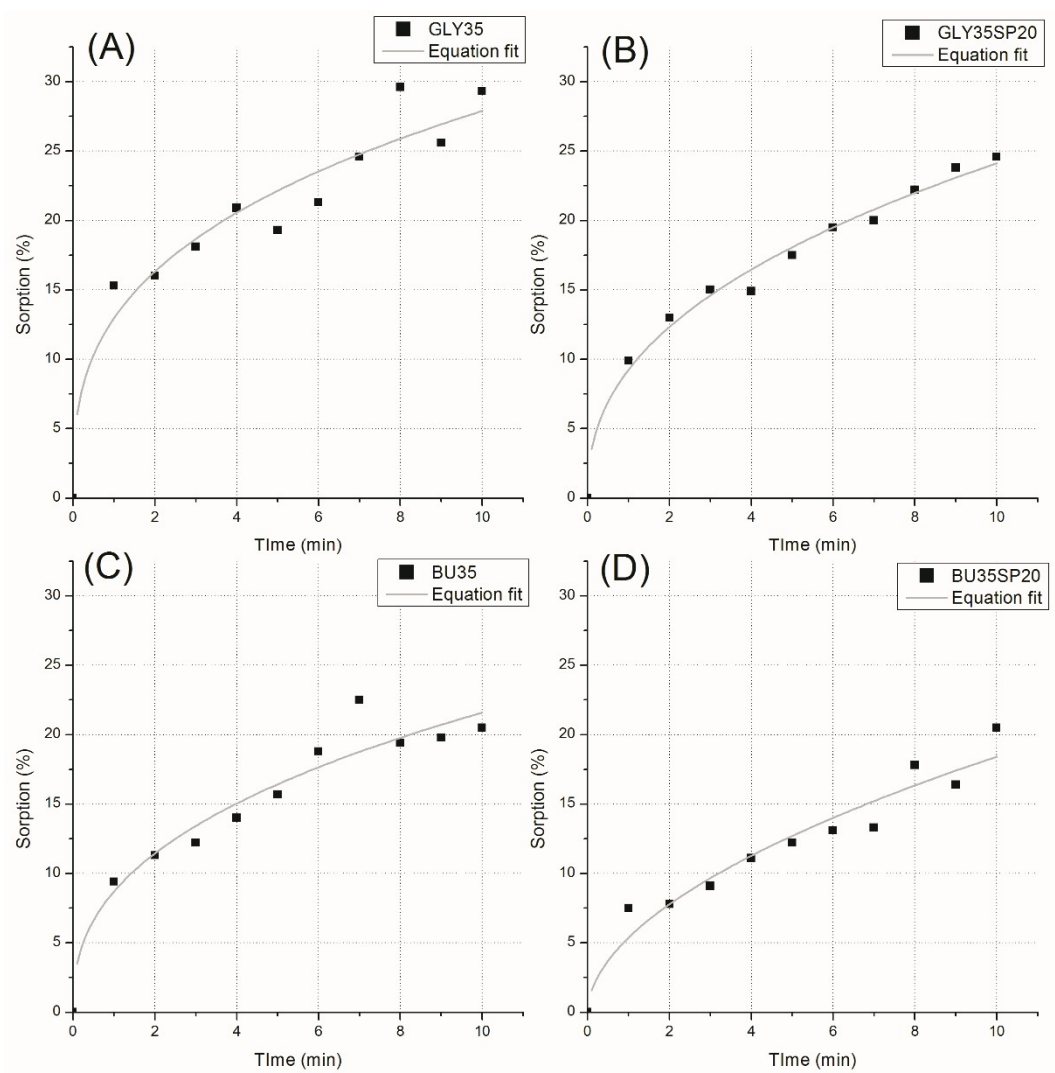 (A)
GLY35
Equation fit
Sorption (%)
30
25
20
15
10
5
0
0 2 4 6 8 10
TIme (min)
(B)
GLY35SP20
Equation fit
Sorption (%)
30
25
20
15
10
5
0
0 2 4 6 8 10
TIme (min)
(C)
BU35
Equation fit
Sorption (%)
30
25
20
15
10
5
0
0 2 4 6 8 10
TIme (min)
(D)
BU35SP20
Equation fit
Sorption (%)
30
25
20
15
10
5
0
0 2 4 6 8 10
TIme (min)